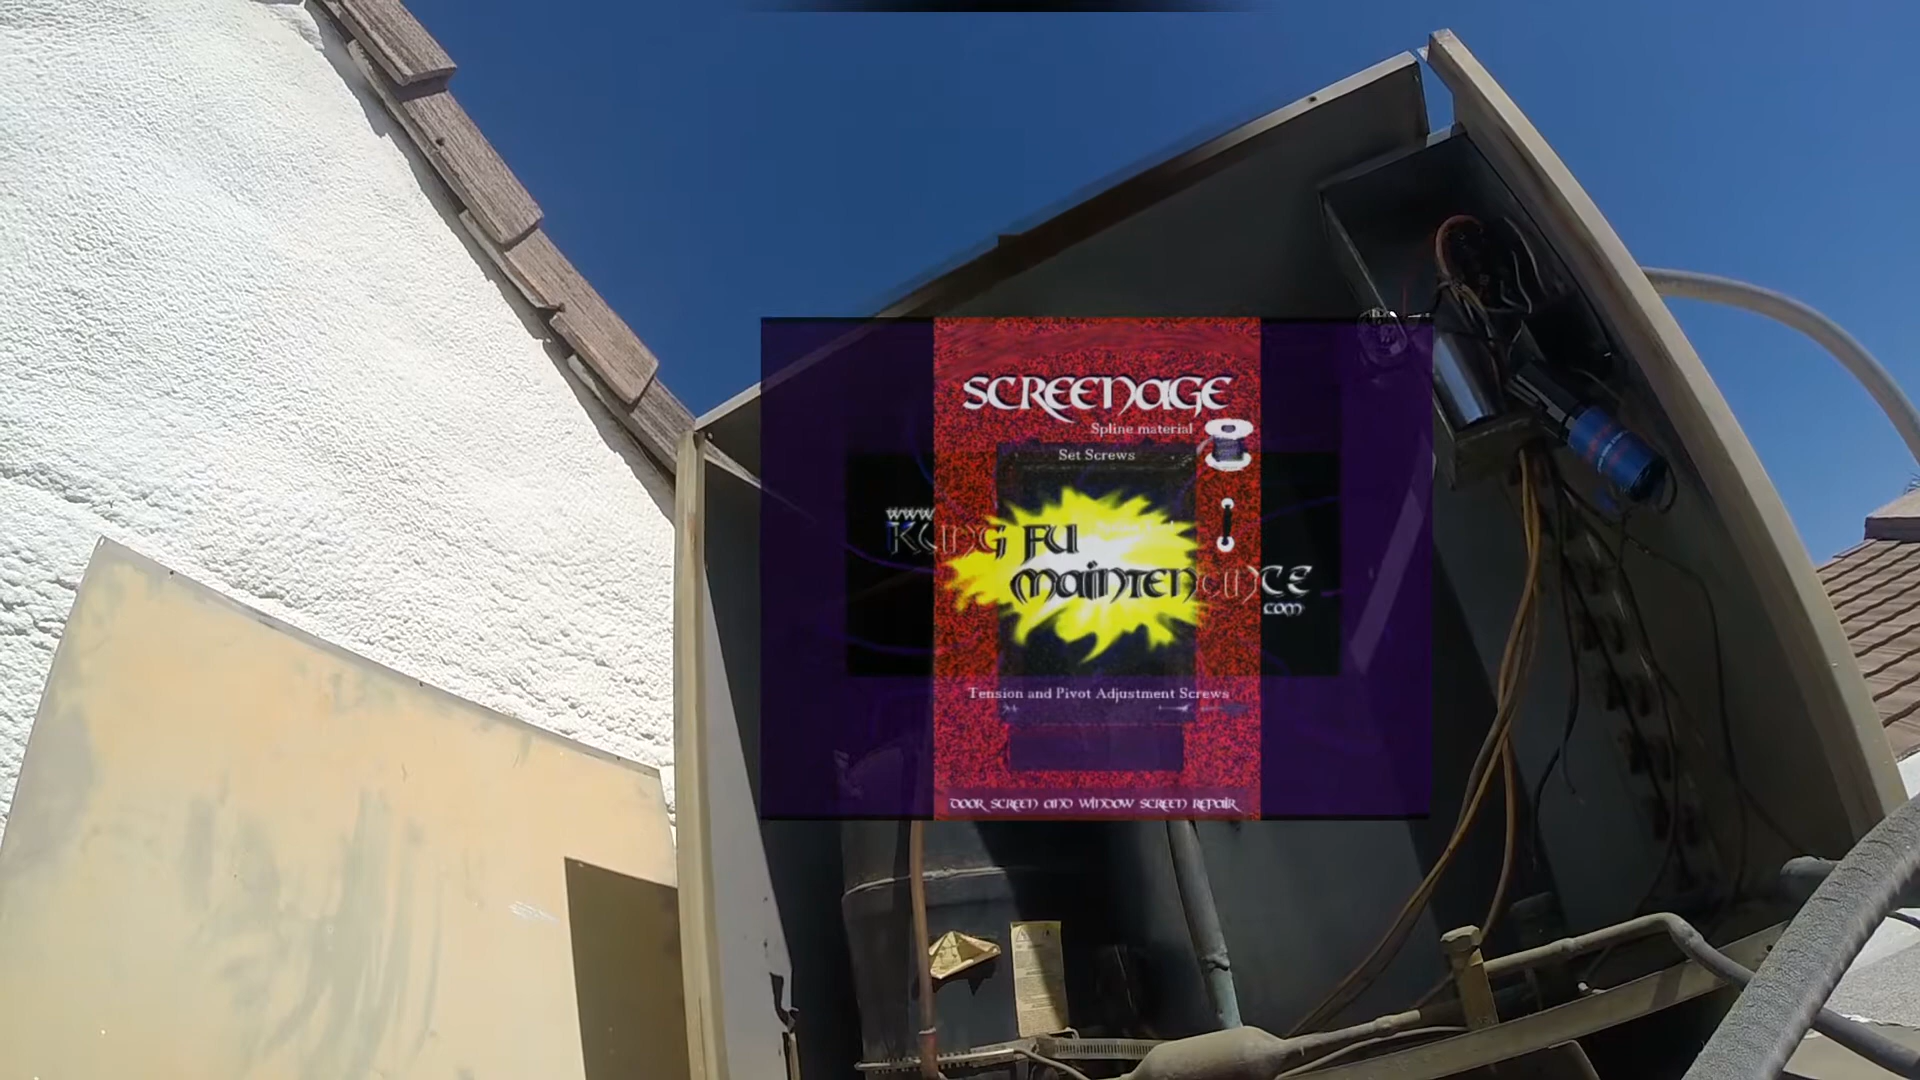 SCREENAGE
Spline material
Set Screws
www.
KUNG FU
MAINTENANCE
.com
Tension and Pivot Adjustment Screws
DOOR SCREEN AND WINDOW SCREEN REPAIR